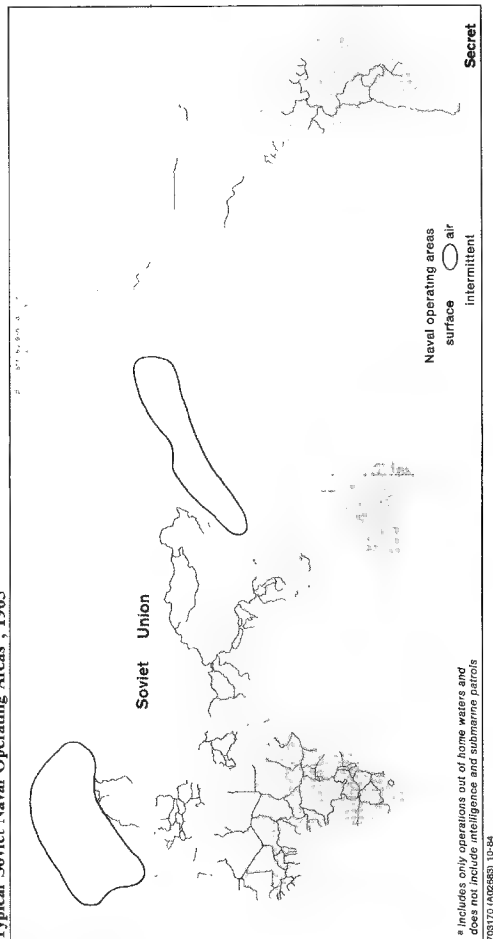 Typical Soviet Naval Operating Areasª, 1965
Soviet Union
Naval operating areas
surface
air
intermittent
ª Includes only operations out of home waters and
does not include intelligence and submarine patrols
Secret
703170 (A02683) 10-84